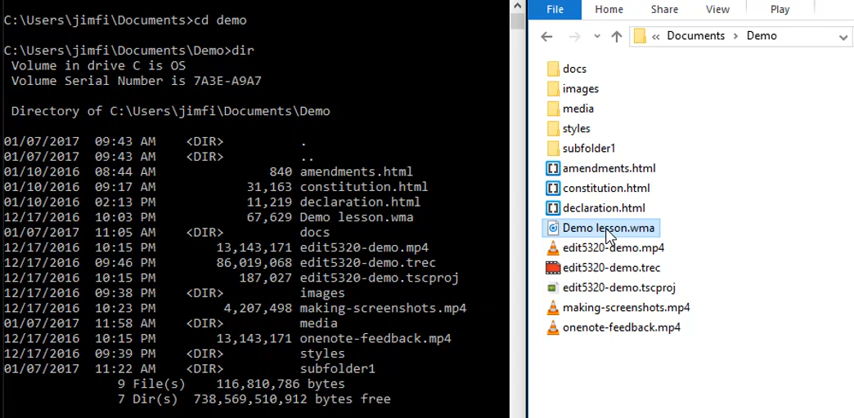 C:\Users\jimfi\Documents>cd demo
C:\Users\jimfi\Documents\Demo>dir
Volume in drive C is OS
Volume Serial Number is 7A3E-A9A7
Directory of C:\Users\jimfi\Documents\Demo
01/07/2017 09:43 AM <DIR> .
01/07/2017 09:43 AM <DIR> ..
01/10/2016 08:44 AM 840 amendments.html
01/10/2016 09:17 AM 31,163 constitution.html
01/10/2016 02:13 PM 11,219 declaration.html
12/17/2016 10:03 PM 67,629 Demo lesson.wma
01/07/2017 11:05 AM <DIR> docs
12/17/2016 10:15 PM 13,143,171 edit5320-demo.mp4
12/17/2016 09:46 PM 86,019,068 edit5320-demo.trec
12/17/2016 10:15 PM 187,027 edit5320-demo.tscproj
12/17/2016 09:38 PM <DIR> images
12/17/2016 10:23 PM 4,207,498 making-screenshots.mp4
01/07/2017 11:58 AM <DIR> media
12/17/2016 10:15 PM 13,143,171 onenote-feedback.mp4
12/17/2016 09:39 PM <DIR> styles
01/07/2017 11:22 AM <DIR> subfolder1
9 File(s) 116,810,786 bytes
7 Dir(s) 738,569,510,912 bytes free
File Home Share View Play
« Documents > Demo
docs
images
media
styles
subfolder1
amendments.html
constitution.html
declaration.html
Demo lesson.wma
edit5320-demo.mp4
edit5320-demo.trec
edit5320-demo.tscproj
making-screenshots.mp4
onenote-feedback.mp4